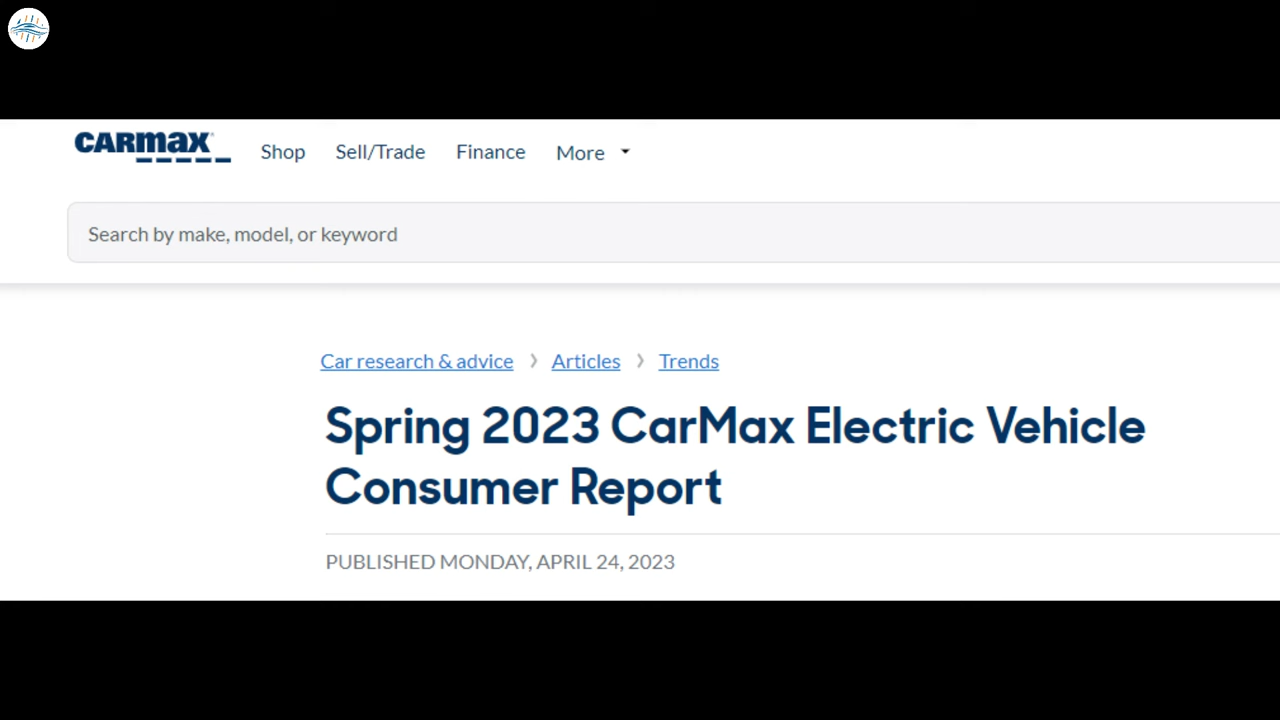 CARMAX Shop Sell/Trade Finance More
Search by make, model, or keyword
Car research & advice > Articles > Trends
Spring 2023 CarMax Electric Vehicle
Consumer Report
PUBLISHED MONDAY, APRIL 24, 2023